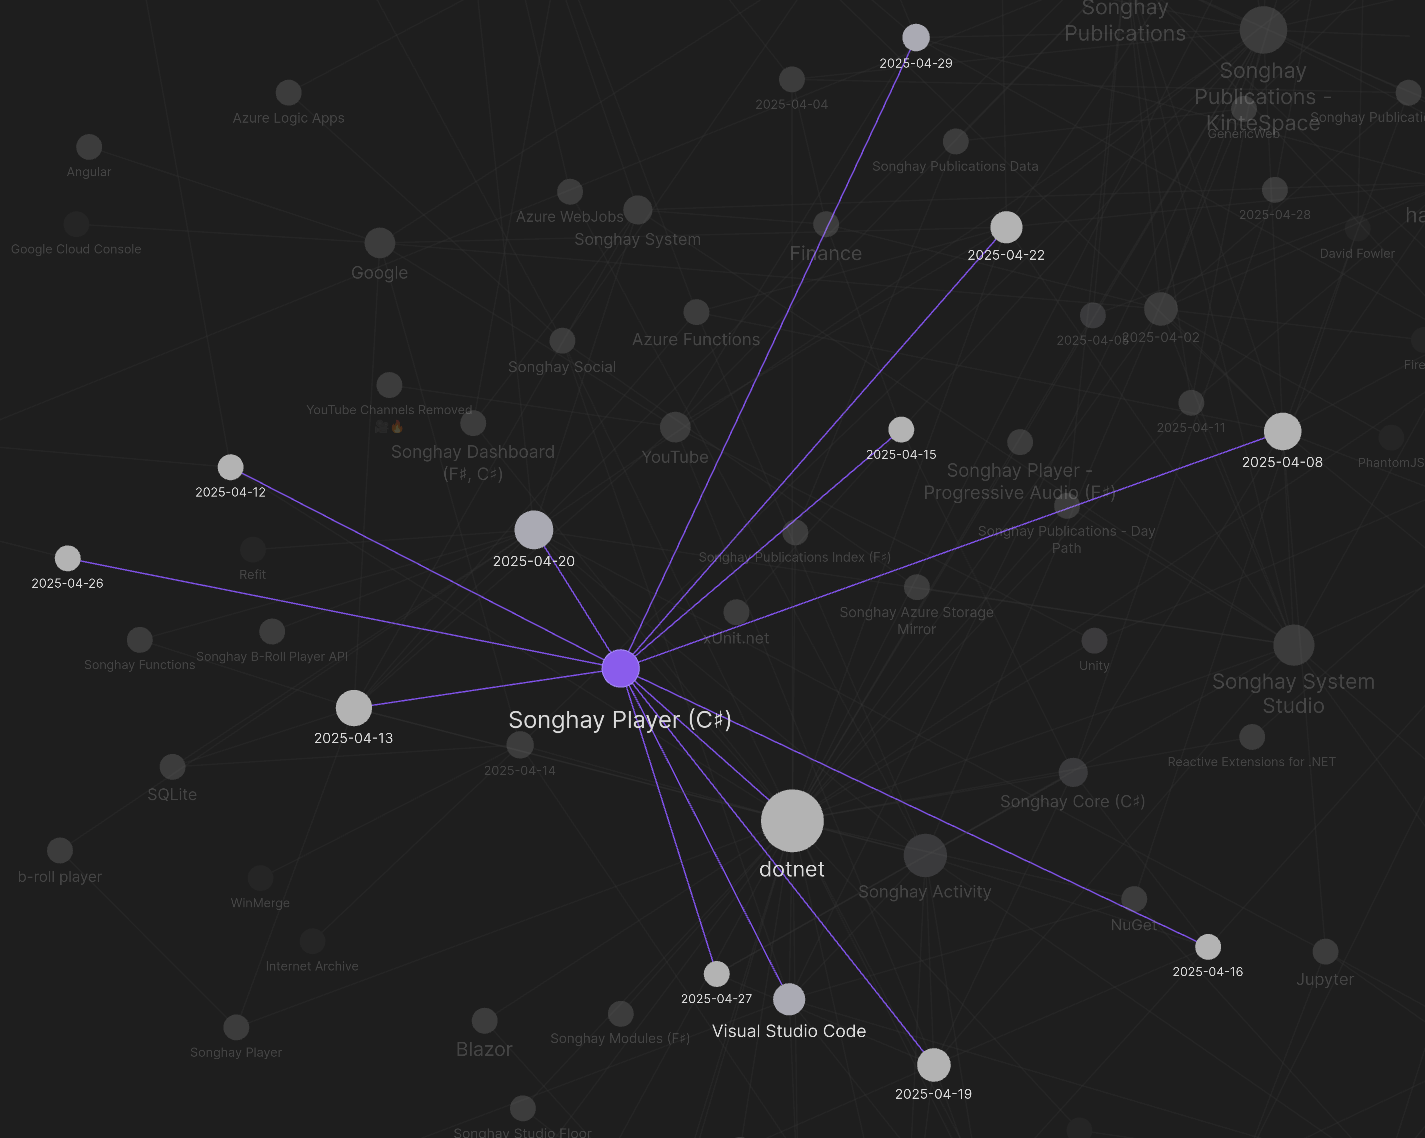 Songhay
Publications
2025-04-29
Songhay
Publications -
KinteSpace
2025-04-04
Azure Logic Apps
GenericWeb
Angular
Songhay Publications Data
2025-04-28
Azure WebJobs
Songhay System
Google Cloud Console
Finance
2025-04-22
David Fowler
Google
Azure Functions
2025-04-02
Songhay Social
YouTube Channels Removed
🎥🔥
2025-04-11
Songhay Dashboard
(F♯, C♯)
YouTube
2025-04-15
2025-04-08
PhantomJS
Songhay Player -
Progressive Audio (F♯)
2025-04-12
Songhay Publications - Day
Path
2025-04-20
Songhay Publications Index (F♯)
Refit
2025-04-26
Songhay Azure Storage
Mirror
xUnit.net
Songhay Functions
Songhay B-Roll Player API
Unity
Songhay System
Studio
Songhay Player (C♯)
2025-04-13
2025-04-14
Reactive Extensions for .NET
SQLite
Songhay Core (C♯)
dotnet
b-roll player
Songhay Activity
WinMerge
NuGet
Internet Archive
2025-04-16
Jupyter
2025-04-27
Visual Studio Code
Songhay Player
Blazor
Songhay Modules (F♯)
2025-04-19
Songhay Studio Floor